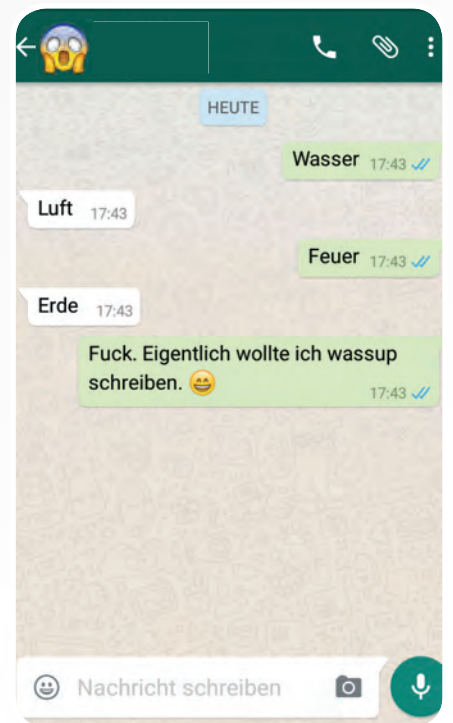 HEUTE
Wasser 17:43
Luft 17:43
Feuer 17:43
Erde 17:43
Fuck. Eigentlich wollte ich wassup
schreiben. 😄
17:43
Nachricht schreiben